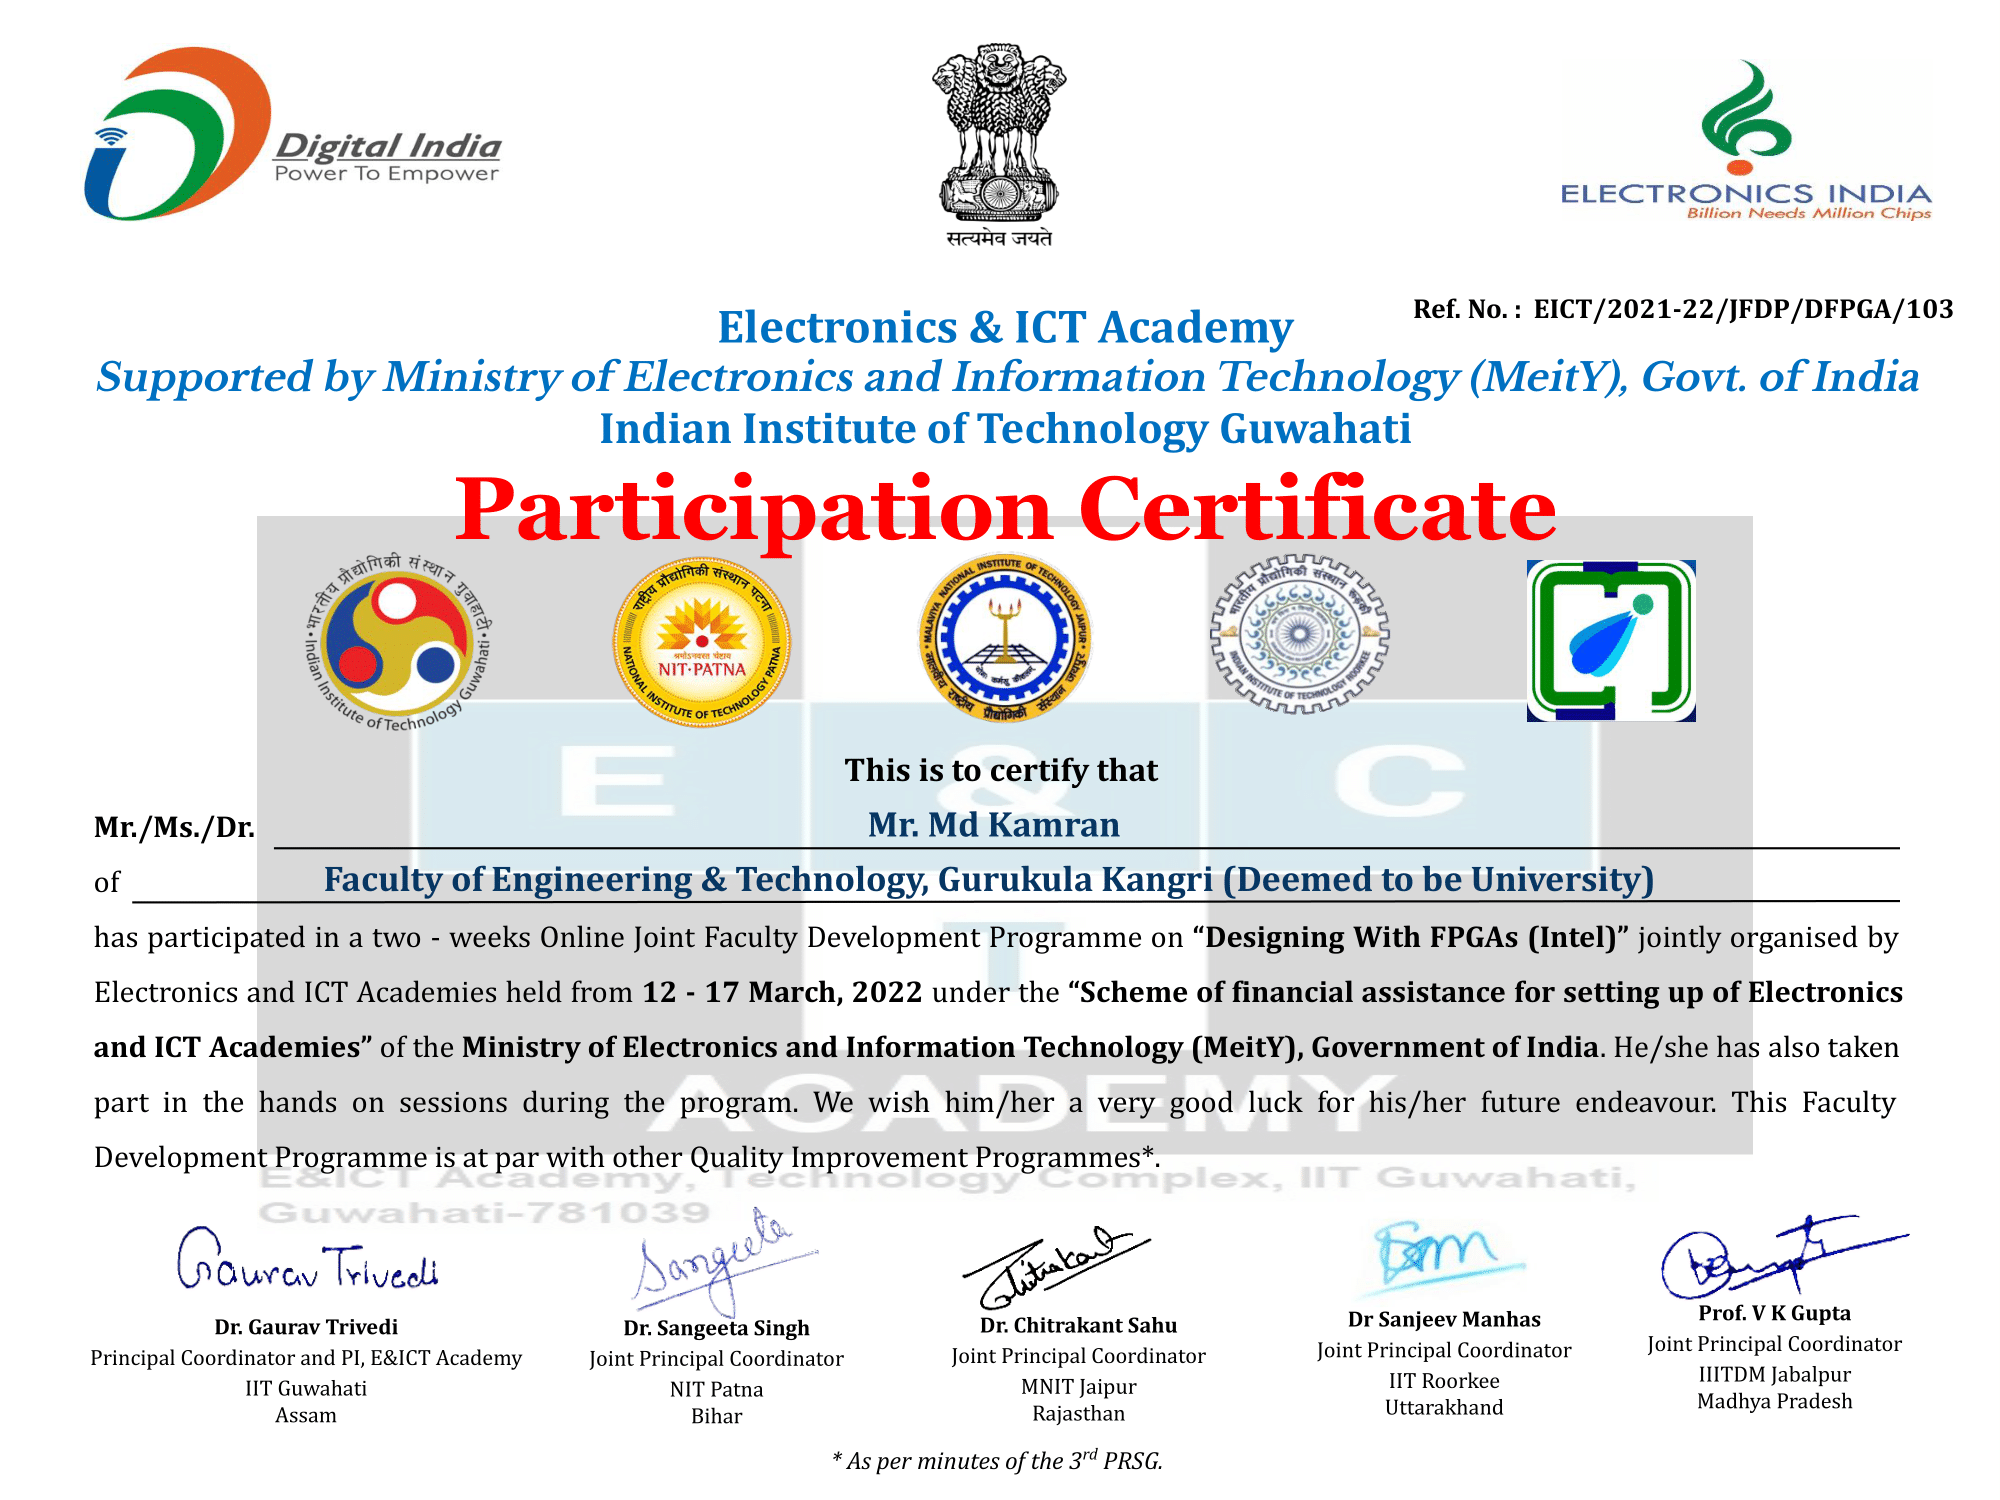 Digital India
Power To Empower
सत्यमेव जयते
ELECTRONICS INDIA
Billion Needs Million Chips
Ref. No. : EICT/2021-22/JFDP/DFPGA/103
Electronics & ICT Academy
Supported by Ministry of Electronics and Information Technology (MeitY), Govt. of India
Indian Institute of Technology Guwahati
Participation Certificate
भारतीय प्रौद्योगिकी संस्थान गुवाहाटी
Indian Institute of Technology Guwahati
राष्ट्रीय प्रौद्योगिकी संस्थान पटना
NIT-PATNA
NATIONAL INSTITUTE OF TECHNOLOGY PATNA
MALAVIYA NATIONAL INSTITUTE OF TECHNOLOGY JAIPUR
मालवीय राष्ट्रीय प्रौद्योगिकी संस्थान जयपुर
भारतीय प्रौद्योगिकी संस्थान रूड़की
INDIAN INSTITUTE OF TECHNOLOGY ROORKEE
E & C
T
ACADEMY
E&ICT Academy, Technology Complex, IIT Guwahati,
Guwahati-781039
This is to certify that
Mr./Ms./Dr. Mr. Md Kamran
of Faculty of Engineering & Technology, Gurukula Kangri (Deemed to be University)
has participated in a two - weeks Online Joint Faculty Development Programme on “Designing With FPGAs (Intel)” jointly organised by
Electronics and ICT Academies held from 12 - 17 March, 2022 under the “Scheme of financial assistance for setting up of Electronics
and ICT Academies” of the Ministry of Electronics and Information Technology (MeitY), Government of India. He/she has also taken
part in the hands on sessions during the program. We wish him/her a very good luck for his/her future endeavour. This Faculty
Development Programme is at par with other Quality Improvement Programmes*.
Gaurav Trivedi
Sangeeta
Chitrakant
Dr. Gaurav Trivedi
Principal Coordinator and PI, E&ICT Academy
IIT Guwahati
Assam
Dr. Sangeeta Singh
Joint Principal Coordinator
NIT Patna
Bihar
Dr. Chitrakant Sahu
Joint Principal Coordinator
MNIT Jaipur
Rajasthan
Dr Sanjeev Manhas
Joint Principal Coordinator
IIT Roorkee
Uttarakhand
Prof. V K Gupta
Joint Principal Coordinator
IIITDM Jabalpur
Madhya Pradesh
* As per minutes of the 3rd PRSG.